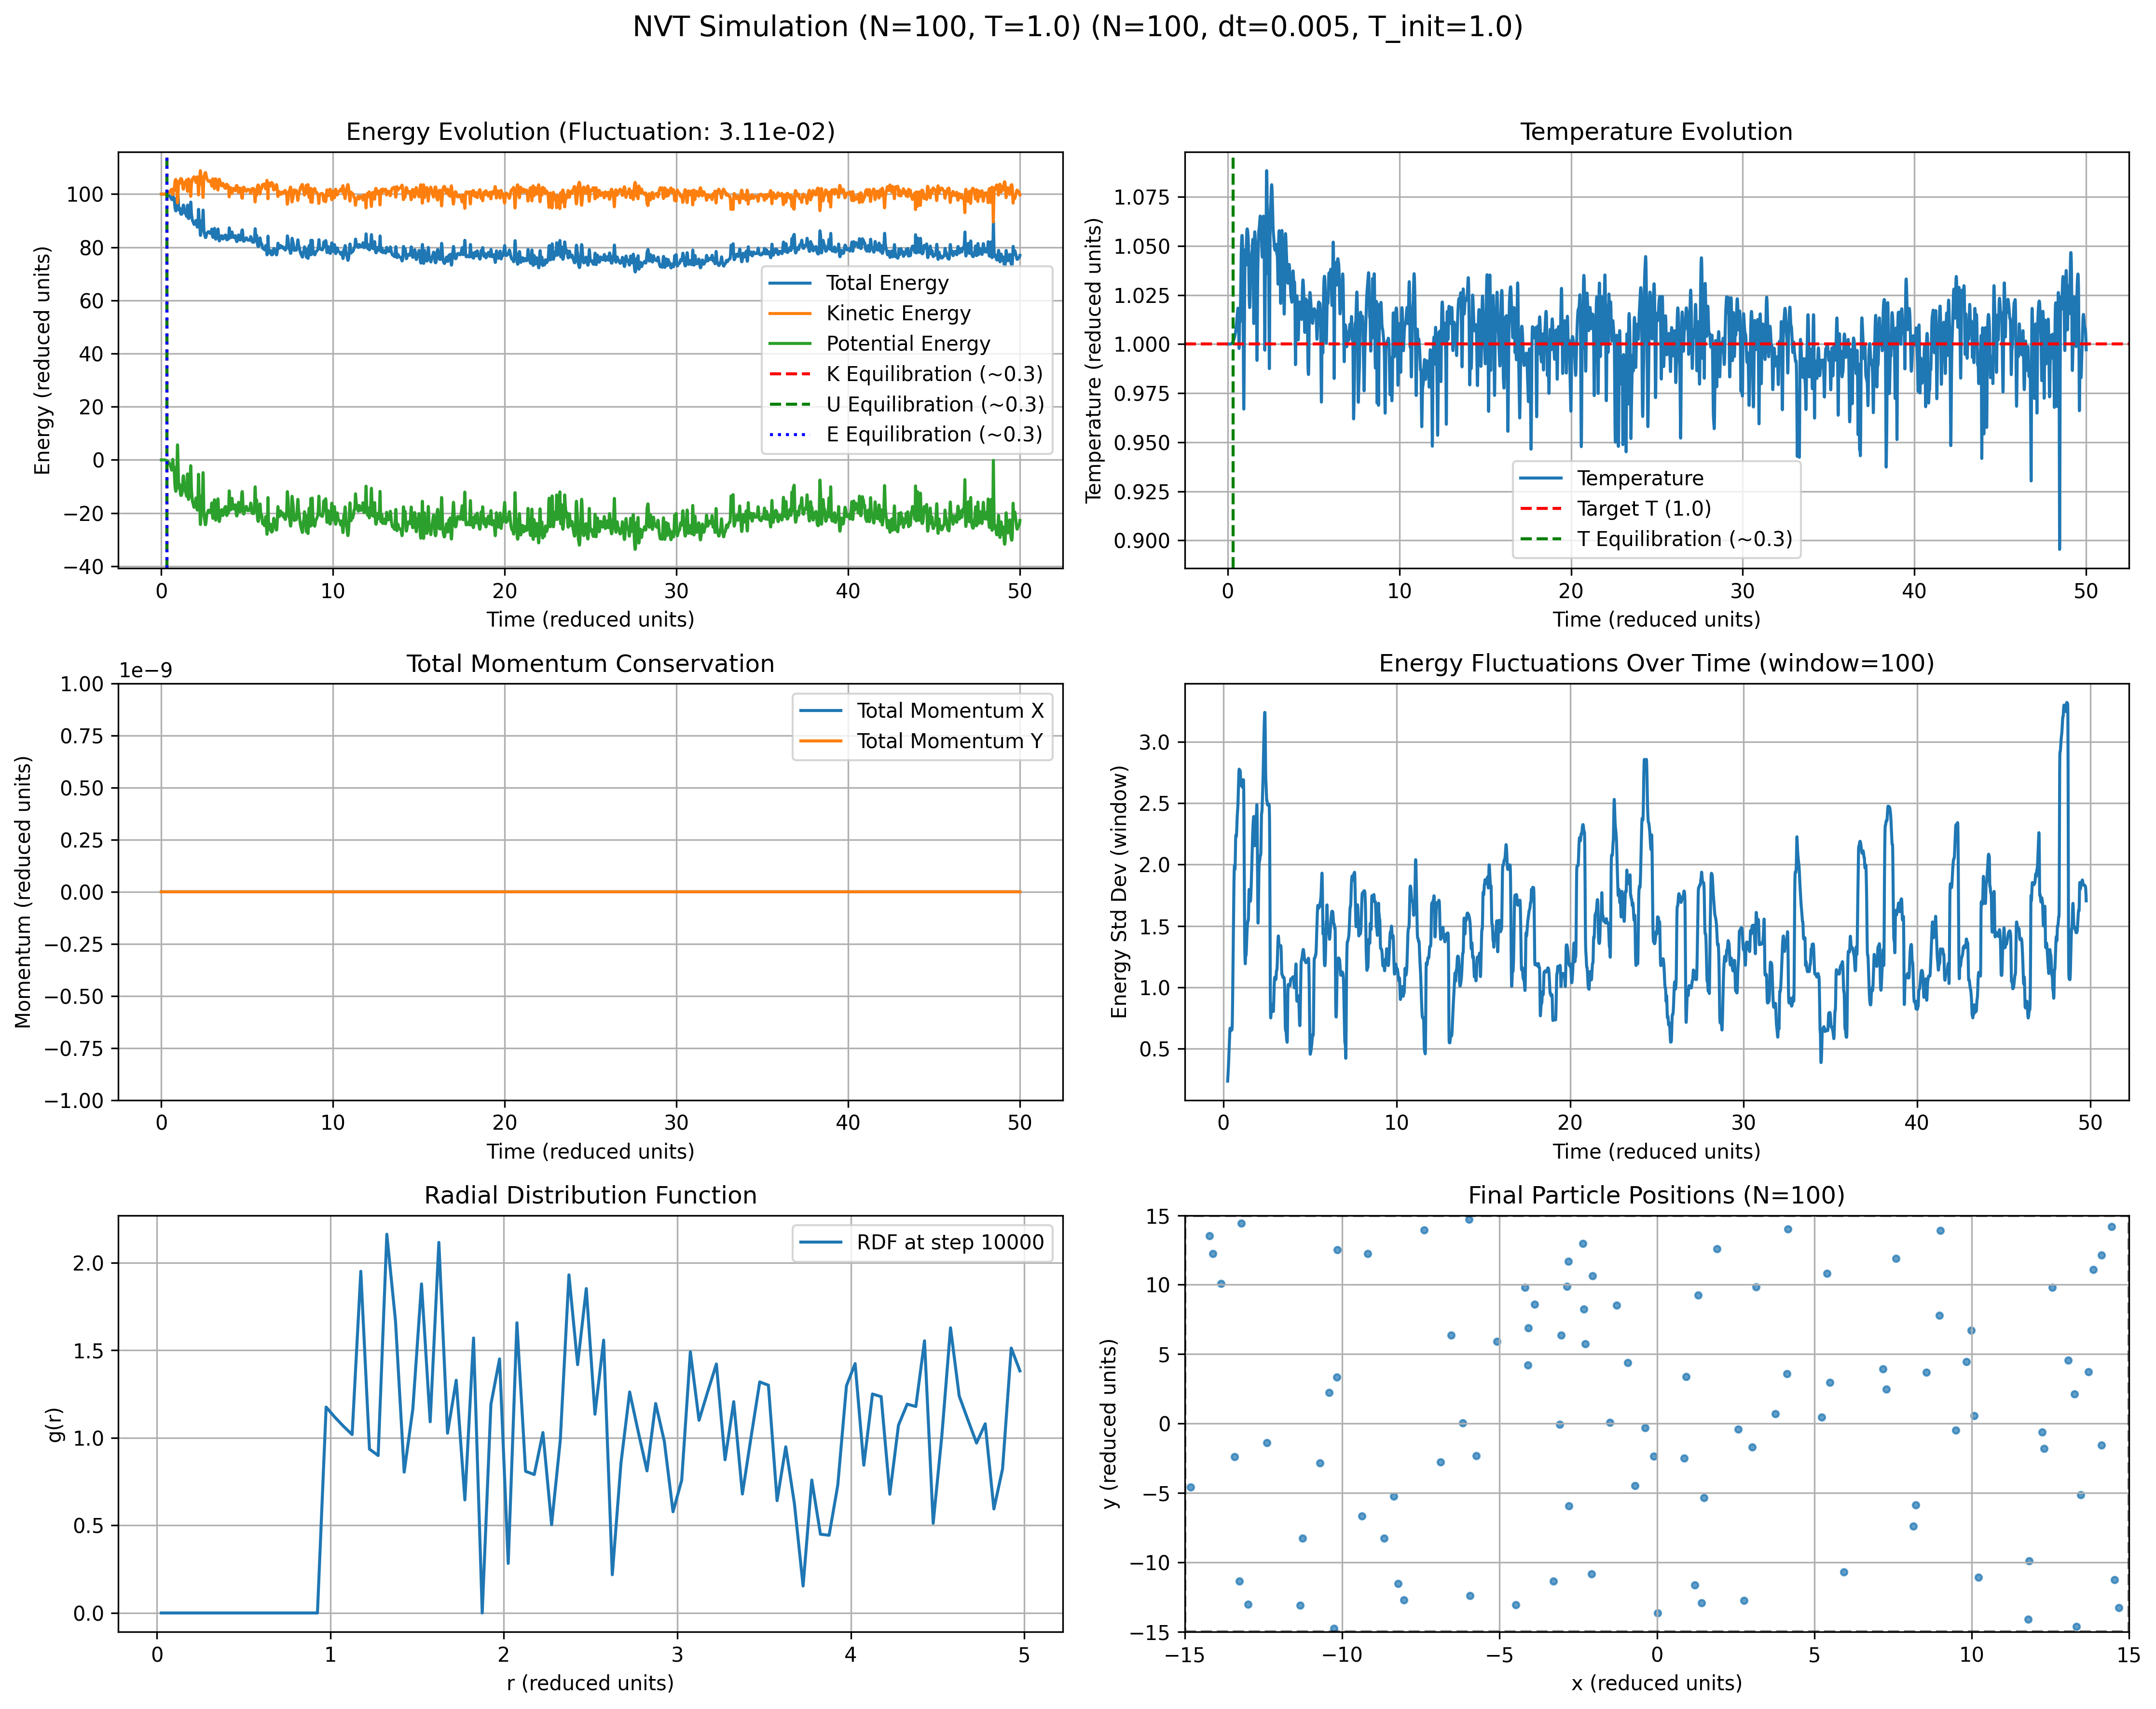 NVT Simulation (N=100, T=1.0) (N=100, dt=0.005, T_init=1.0)
Energy Evolution (Fluctuation: 3.11e-02)
Energy (reduced units)
100
80
60
40
20
0
−20
−40
0
10
20
30
40
50
Time (reduced units)
Total Energy
Kinetic Energy
Potential Energy
K Equilibration (~0.3)
U Equilibration (~0.3)
E Equilibration (~0.3)
Temperature Evolution
Temperature (reduced units)
1.075
1.050
1.025
1.000
0.975
0.950
0.925
0.900
0
10
20
30
40
50
Time (reduced units)
Temperature
Target T (1.0)
T Equilibration (~0.3)
Total Momentum Conservation
1e−9
Momentum (reduced units)
1.00
0.75
0.50
0.25
0.00
−0.25
−0.50
−0.75
−1.00
0
10
20
30
40
50
Time (reduced units)
Total Momentum X
Total Momentum Y
Energy Fluctuations Over Time (window=100)
Energy Std Dev (window)
3.0
2.5
2.0
1.5
1.0
0.5
0
10
20
30
40
50
Time (reduced units)
Radial Distribution Function
g(r)
2.0
1.5
1.0
0.5
0.0
0
1
2
3
4
5
r (reduced units)
RDF at step 10000
Final Particle Positions (N=100)
y (reduced units)
15
10
5
0
−5
−10
−15
−15
−10
−5
0
5
10
15
x (reduced units)